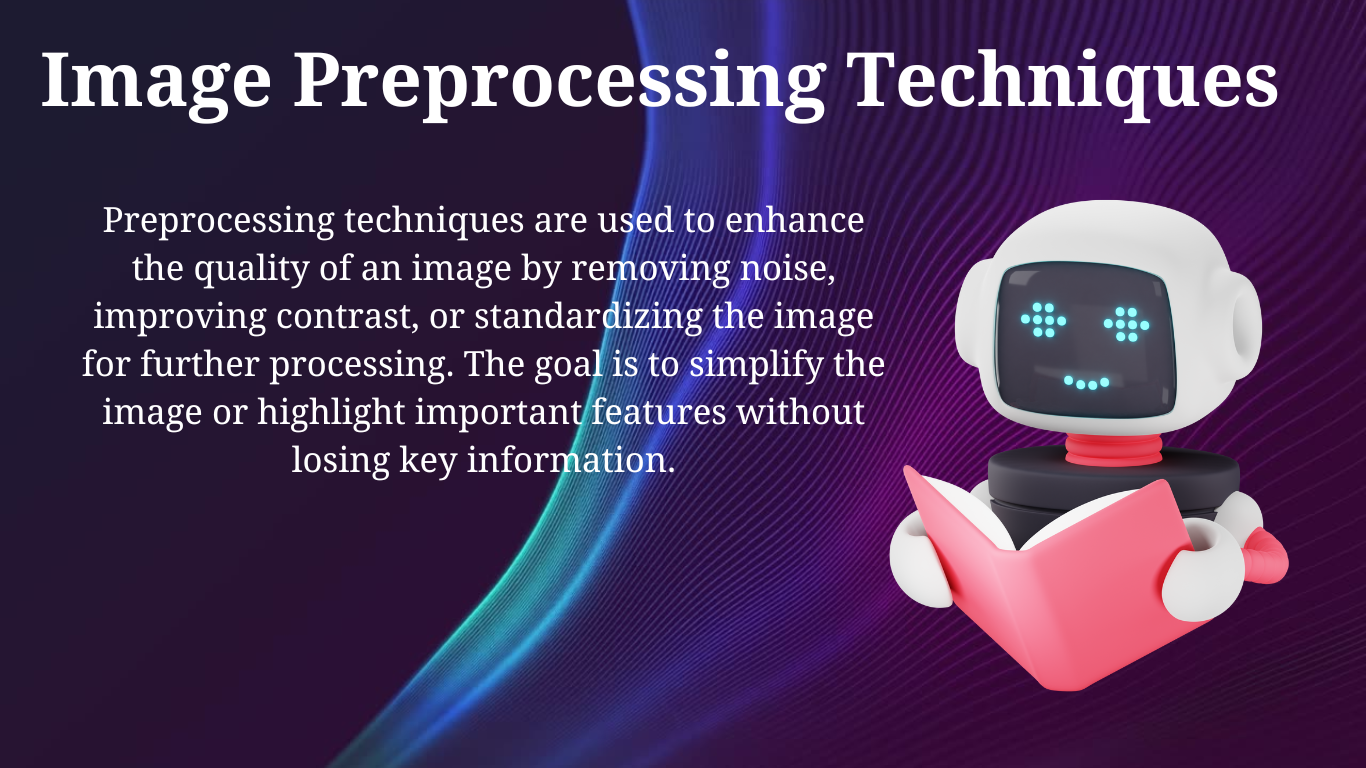 Image Preprocessing Techniques
Preprocessing techniques are used to enhance
the quality of an image by removing noise,
improving contrast, or standardizing the image
for further processing. The goal is to simplify the
image or highlight important features without
losing key information.